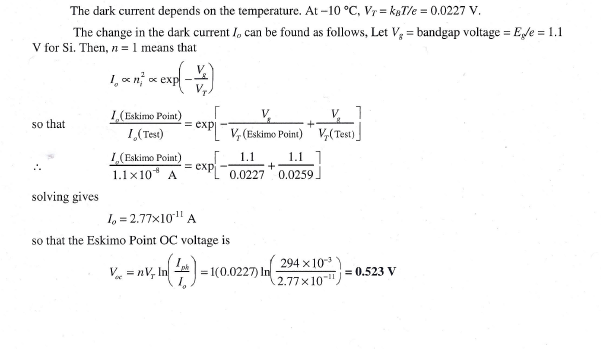 The dark current depends on the temperature. At −10 °C, V_T = k_BT/e = 0.0227 V.
The change in the dark current I_o can be found as follows, Let V_g = bandgap voltage = E_g/e = 1.1
V for Si. Then, n = 1 means that
I_o ∝ n_i^2 ∝ exp(−V_g/V_T)
so that I_o(Eskimo Point)/I_o(Test) = exp[−V_g/V_T(Eskimo Point) + V_g/V_T(Test)]
∴ I_o(Eskimo Point)/1.1×10^-8 A = exp[−1.1/0.0227 + 1.1/0.0259]
solving gives
I_o = 2.77×10^-11 A
so that the Eskimo Point OC voltage is
V_oc = nV_T ln(I_ph/I_o) = 1(0.0227) ln(294 × 10^-3/2.77 × 10^-11) = 0.523 V